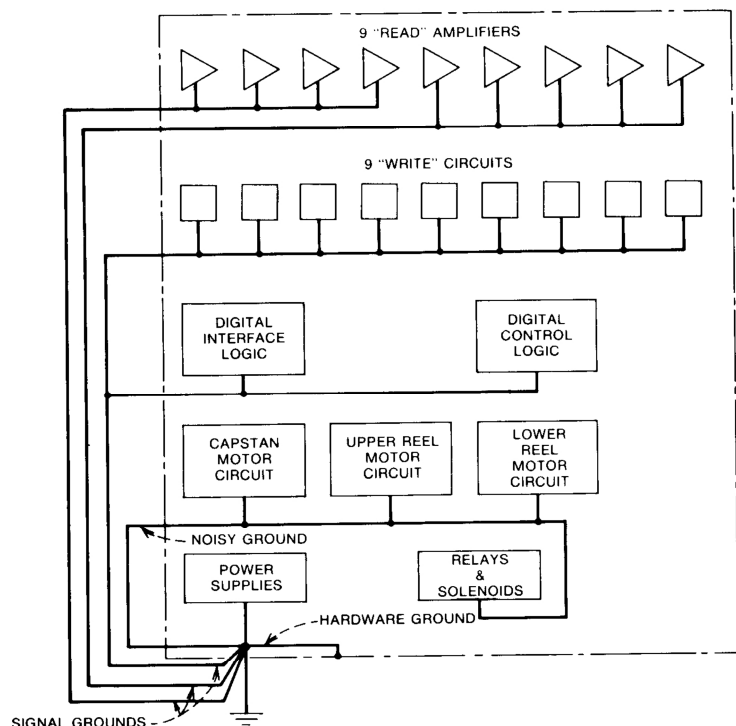 9 "READ" AMPLIFIERS
9 "WRITE" CIRCUITS
DIGITAL
INTERFACE
LOGIC
DIGITAL
CONTROL
LOGIC
CAPSTAN
MOTOR
CIRCUIT
UPPER REEL
MOTOR
CIRCUIT
LOWER
REEL
MOTOR
CIRCUIT
NOISY GROUND
POWER
SUPPLIES
RELAYS
&
SOLENOIDS
HARDWARE GROUND
SIGNAL GROUNDS